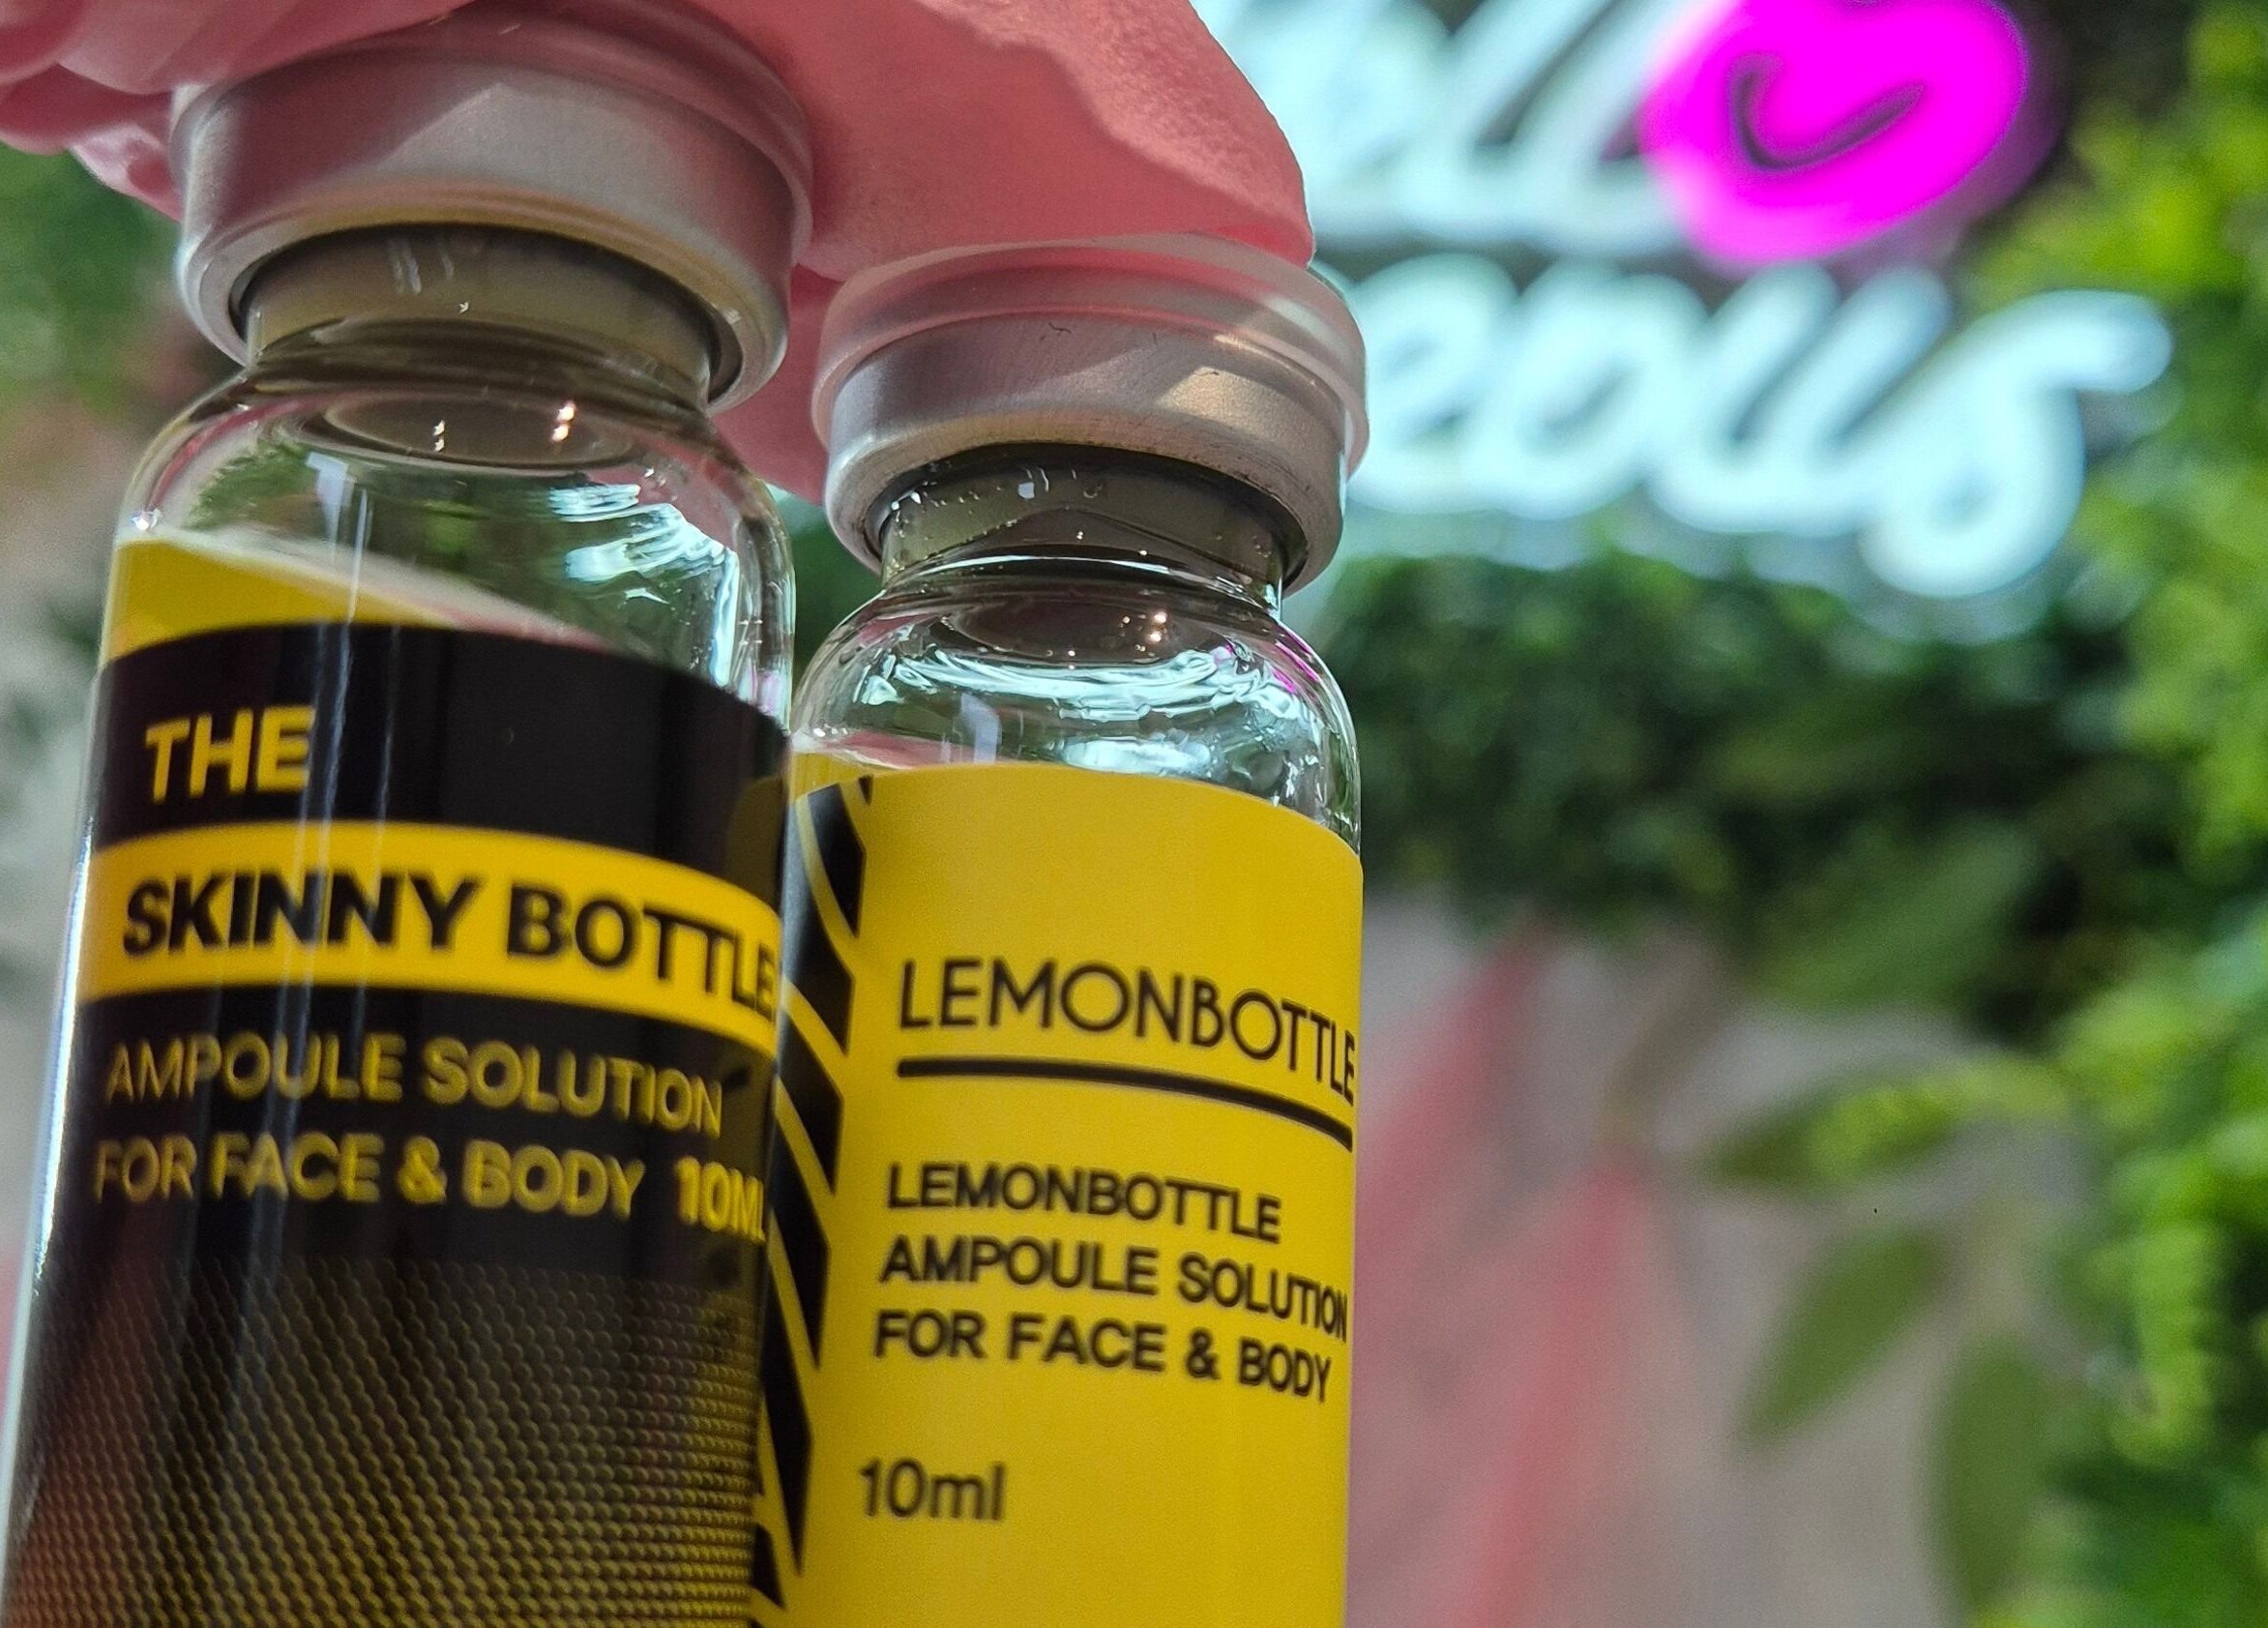 THE
SKINNY BOTTLE
AMPOULE SOLUTION
FOR FACE & BODY 10ML
LEMONBOTTLE
LEMONBOTTLE
AMPOULE SOLUTION
FOR FACE & BODY
10ml